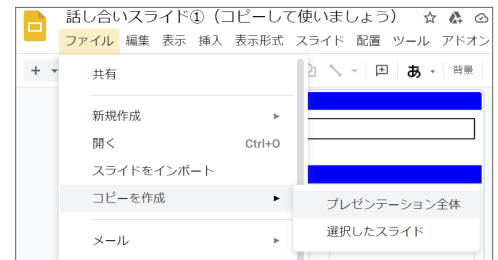 話し合いスライド①（コピーして使いましょう）
ファイル 編集 表示 挿入 表示形式 スライド 配置 ツール アドオン
あ 背景
共有
新規作成
開く Ctrl+O
スライドをインポート
コピーを作成
プレゼンテーション全体
選択したスライド
メール